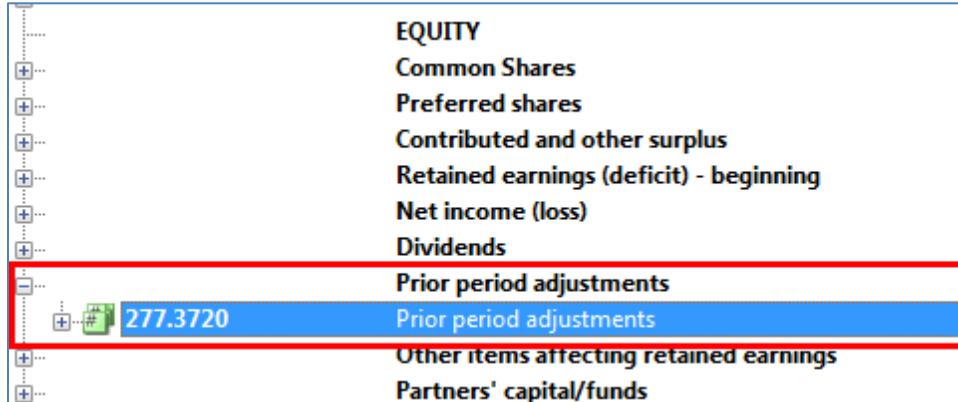 EQUITY
Common Shares
Preferred shares
Contributed and other surplus
Retained earnings (deficit) - beginning
Net income (loss)
Dividends
Prior period adjustments
# 277.3720 Prior period adjustments
Other items affecting retained earnings
Partners' capital/funds